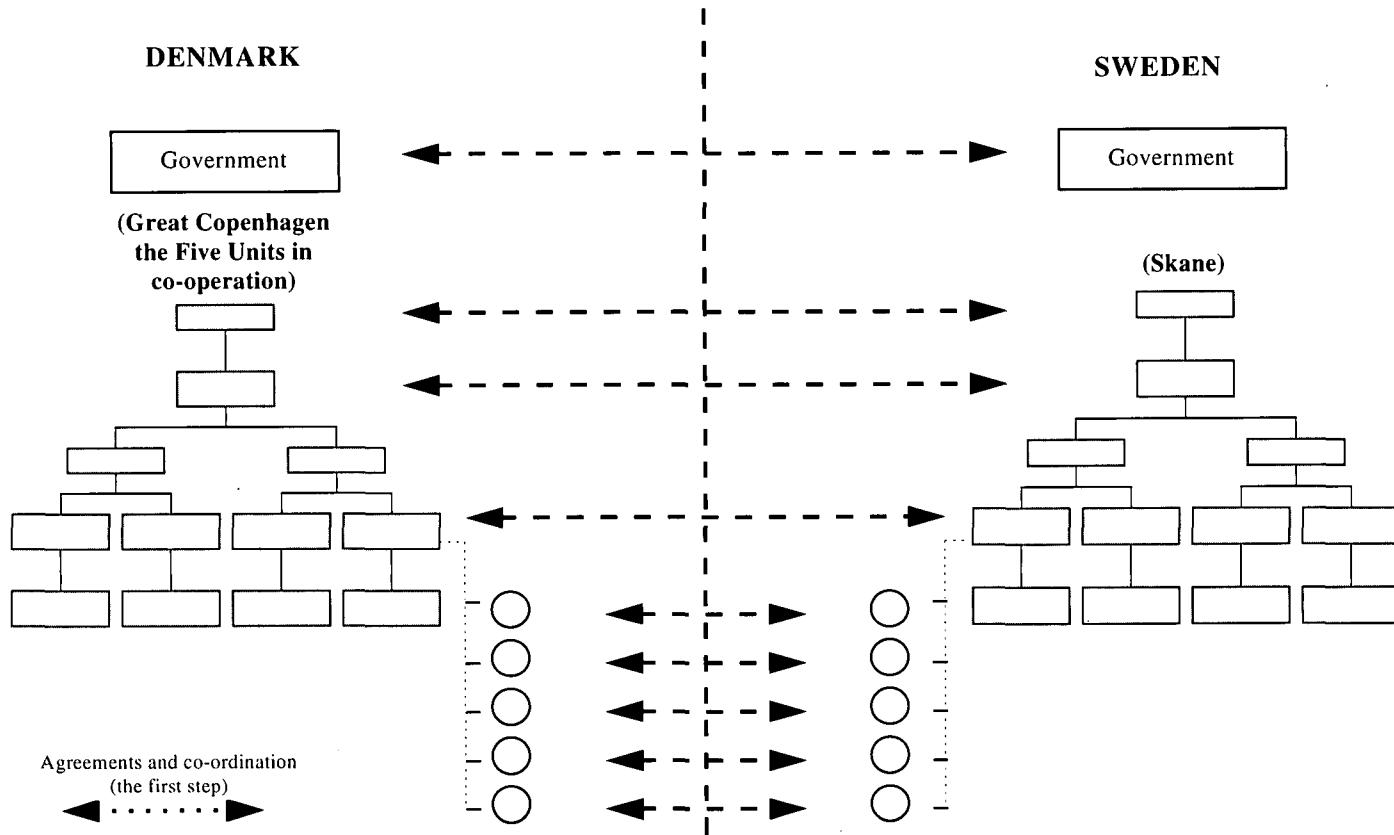 DENMARK
SWEDEN
Government
Government
(Great Copenhagen
the Five Units in
co-operation)
(Skane)
Agreements and co-ordination
(the first step)